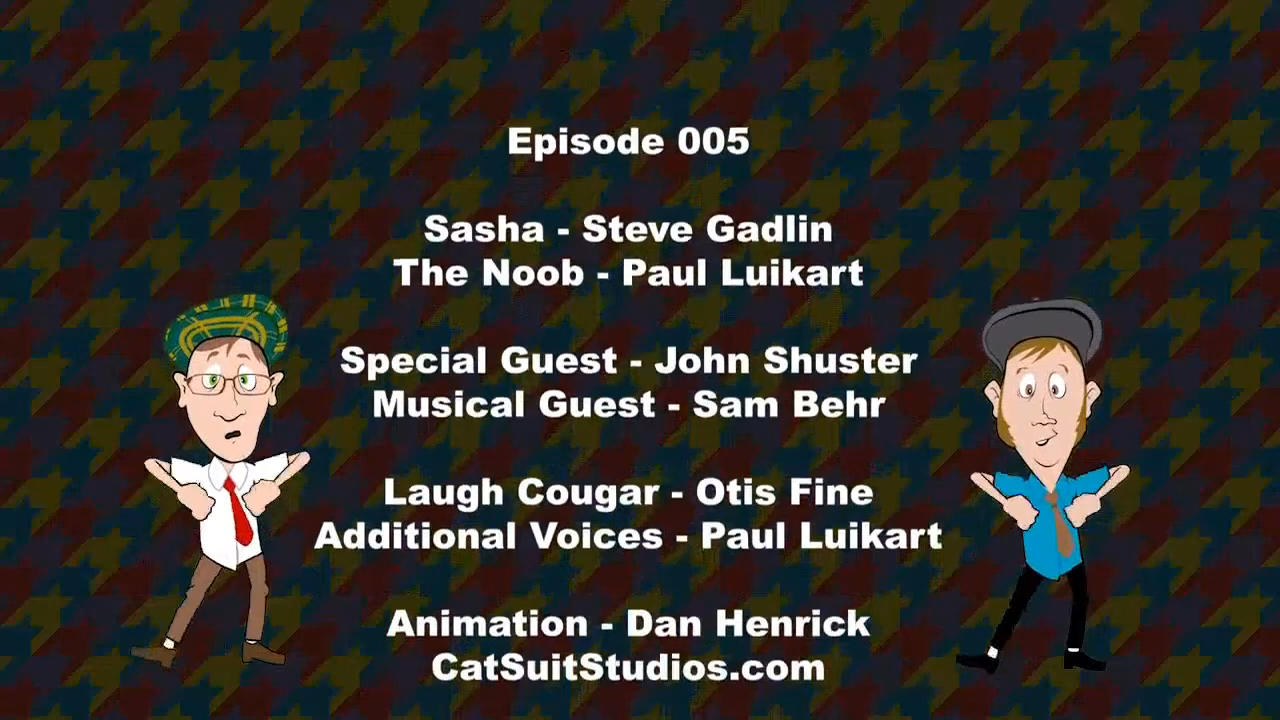 Episode 005
Sasha - Steve Gadlin
The Noob - Paul Luikart
Special Guest - John Shuster
Musical Guest - Sam Behr
Laugh Cougar - Otis Fine
Additional Voices - Paul Luikart
Animation - Dan Henrick
CatSuitStudios.com